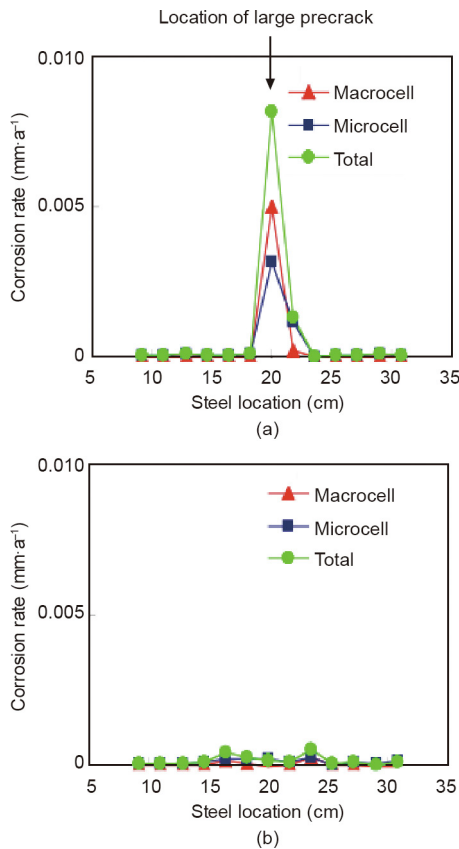 Location of large precrack
0.010
Macrocell
Microcell
Total
0.005
0
Corrosion rate (mm·a⁻¹)
5 10 15 20 25 30 35
Steel location (cm)
(a)
0.010
Macrocell
Microcell
Total
0.005
0
Corrosion rate (mm·a⁻¹)
5 10 15 20 25 30 35
Steel location (cm)
(b)